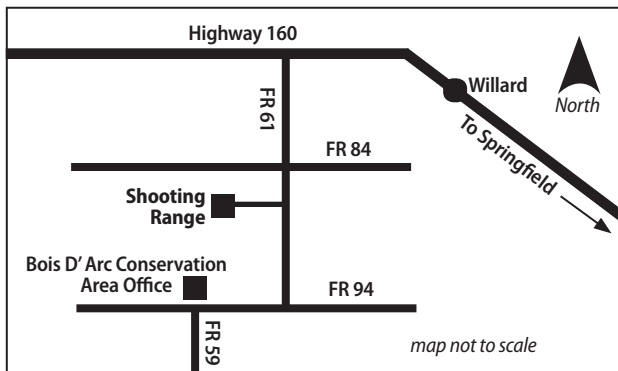 Highway 160
Willard
North
FR 61
To Springfield
FR 84
Shooting
Range
Bois D' Arc Conservation
Area Office
FR 94
FR 59
map not to scale